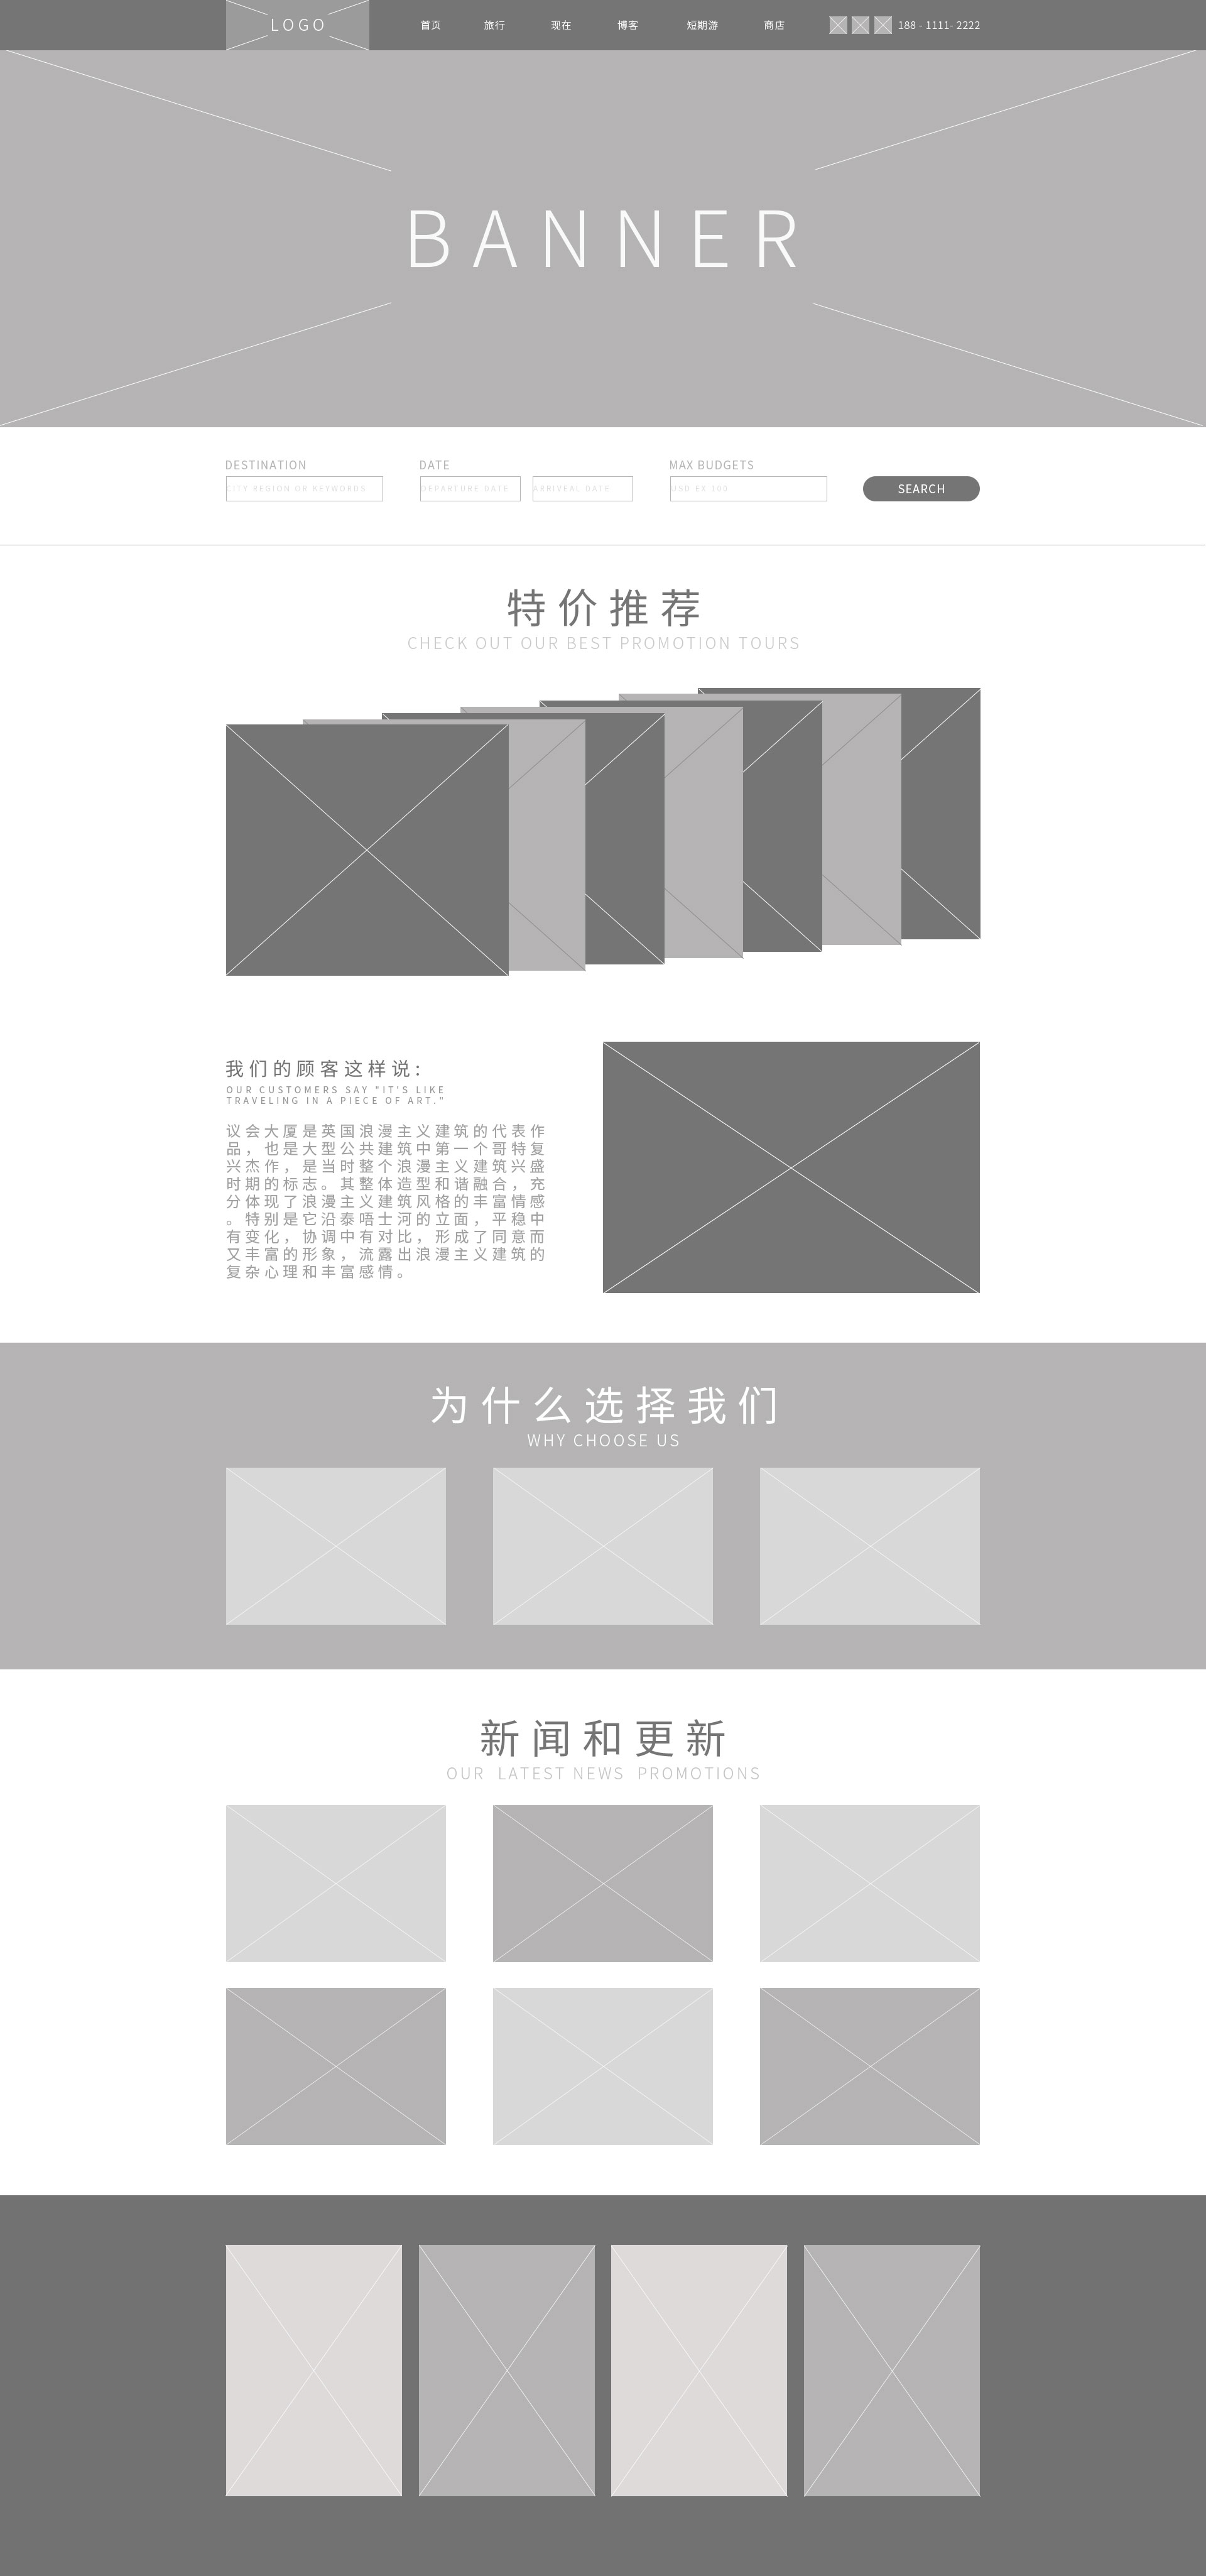 LOGO
首页 旅行 现在 博客 短期游 商店 188 - 1111- 2222
BANNER
DESTINATION DATE MAX BUDGETS
CITY REGION OR KEYWORDS DEPARTURE DATE ARRIVEAL DATE USD EX 100 SEARCH
特价推荐
CHECK OUT OUR BEST PROMOTION TOURS
我们的顾客这样说:
OUR CUSTOMERS SAY "IT'S LIKE
TRAVELING IN A PIECE OF ART."
议会大厦是英国浪漫主义建筑的代表作
品，也是大型公共建筑中第一个哥特复
兴杰作，是当时整个浪漫主义建筑兴盛
时期的标志。其整体造型和谐融合，充
分体现了浪漫主义建筑风格的丰富情感
。特别是它沿泰唔士河的立面，平稳中
有变化，协调中有对比，形成了同意而
又丰富的形象，流露出浪漫主义建筑的
复杂心理和丰富感情。
为什么选择我们
WHY CHOOSE US
新闻和更新
OUR LATEST NEWS PROMOTIONS